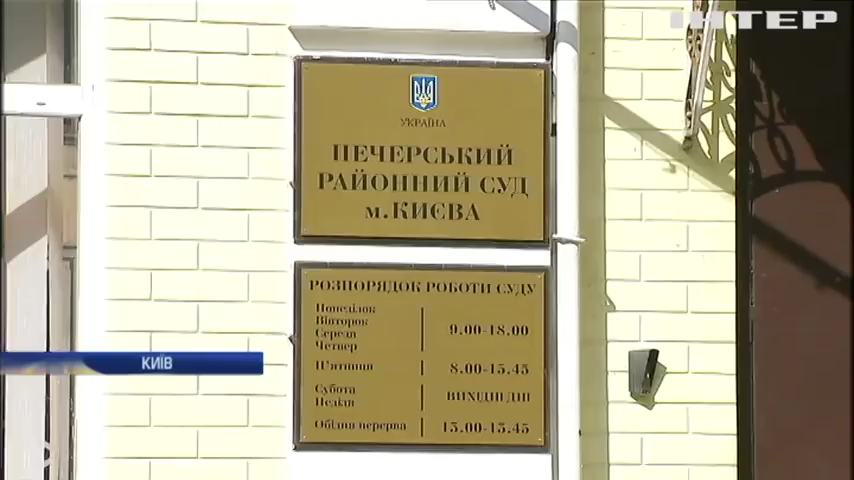 ІНТЕР
УКРАЇНА
ПЕЧЕРСЬКИЙ
РАЙОННИЙ СУД
м.КИЄВА
РОЗПОРЯДОК РОБОТИ СУДУ
Понеділок
Вівторок
Середа
Четвер
9.00-18.00
П'ятниця
8.00-15.45
Субота
Неділя
ВИХІДНІ ДНІ
Обідня перерва
13.00-13.45
КИЇВ